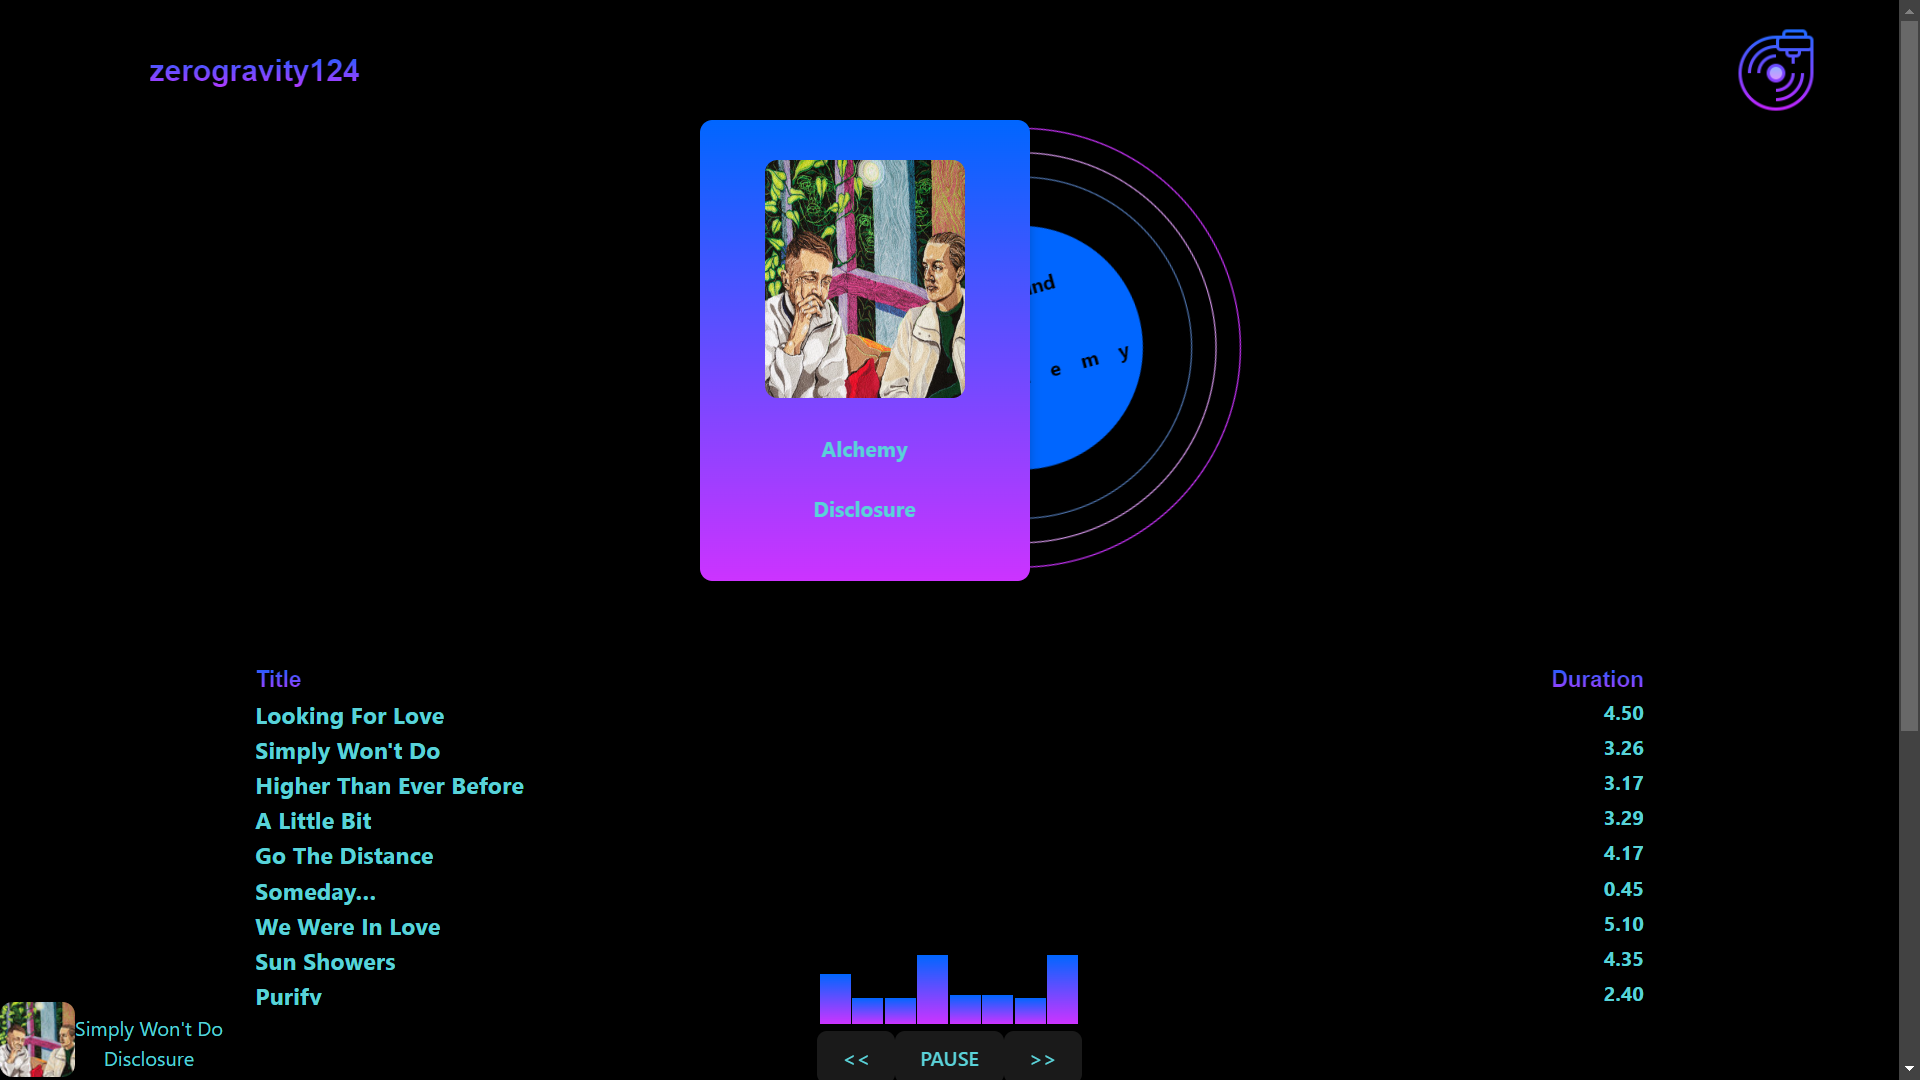 zerogravity124
Alchemy
Disclosure
e m y
Title Duration
Looking For Love 4.50
Simply Won't Do 3.26
Higher Than Ever Before 3.17
A Little Bit 3.29
Go The Distance 4.17
Someday... 0.45
We Were In Love 5.10
Sun Showers 4.35
Purify 2.40
Simply Won't Do
Disclosure
<< PAUSE >>